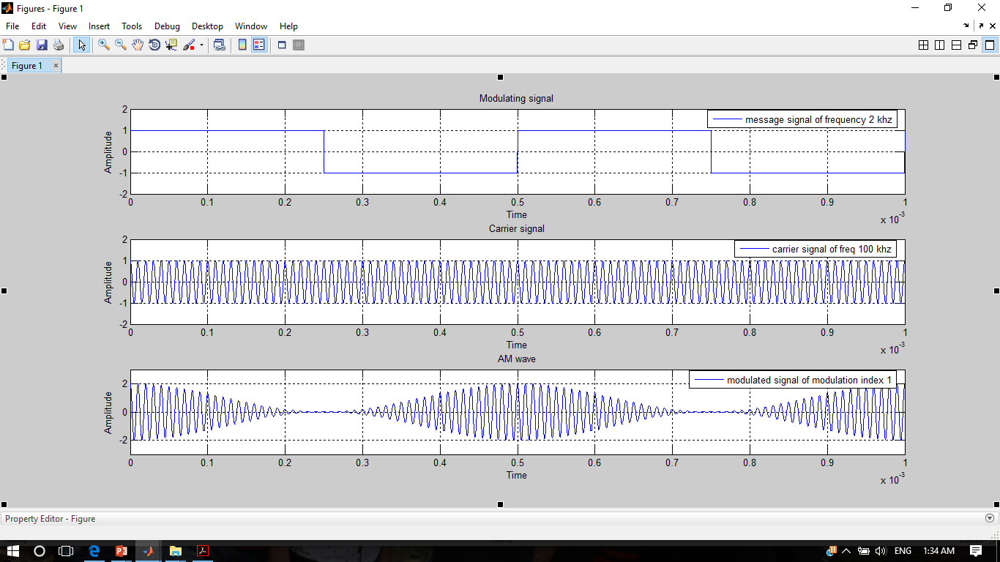 Figures - Figure 1
File Edit View Insert Tools Debug Desktop Window Help
Figure 1 ×
Modulating signal
message signal of frequency 2 khz
Amplitude
2
1
0
-1
-2
0 0.1 0.2 0.3 0.4 0.5 0.6 0.7 0.8 0.9 1
Time
x 10-3
Carrier signal
carrier signal of freq 100 khz
Amplitude
2
1
0
-1
-2
0 0.1 0.2 0.3 0.4 0.5 0.6 0.7 0.8 0.9 1
Time
x 10-3
AM wave
modulated signal of modulation index 1
Amplitude
2
0
-2
0 0.1 0.2 0.3 0.4 0.5 0.6 0.7 0.8 0.9 1
Time
x 10-3
Property Editor - Figure
ENG 1:34 AM